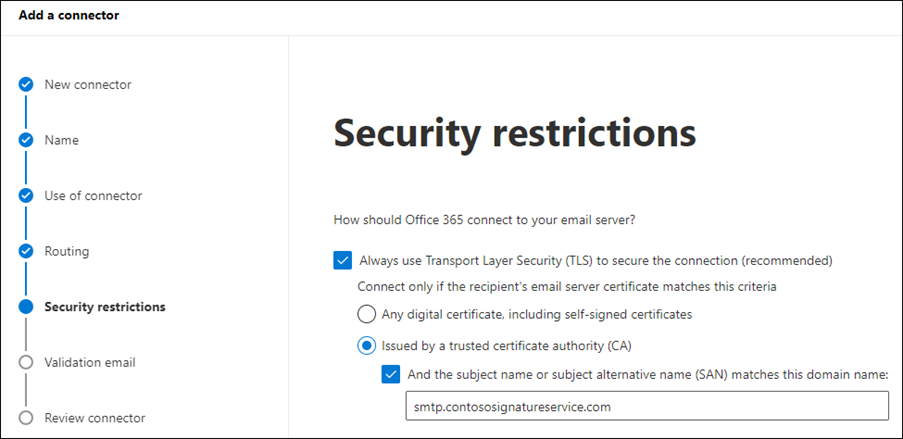 Add a connector
New connector
Name
Use of connector
Routing
Security restrictions
Validation email
Review connector
Security restrictions
How should Office 365 connect to your email server?
Always use Transport Layer Security (TLS) to secure the connection (recommended)
Connect only if the recipient's email server certificate matches this criteria
Any digital certificate, including self-signed certificates
Issued by a trusted certificate authority (CA)
And the subject name or subject alternative name (SAN) matches this domain name:
smtp.contososignatureservice.com